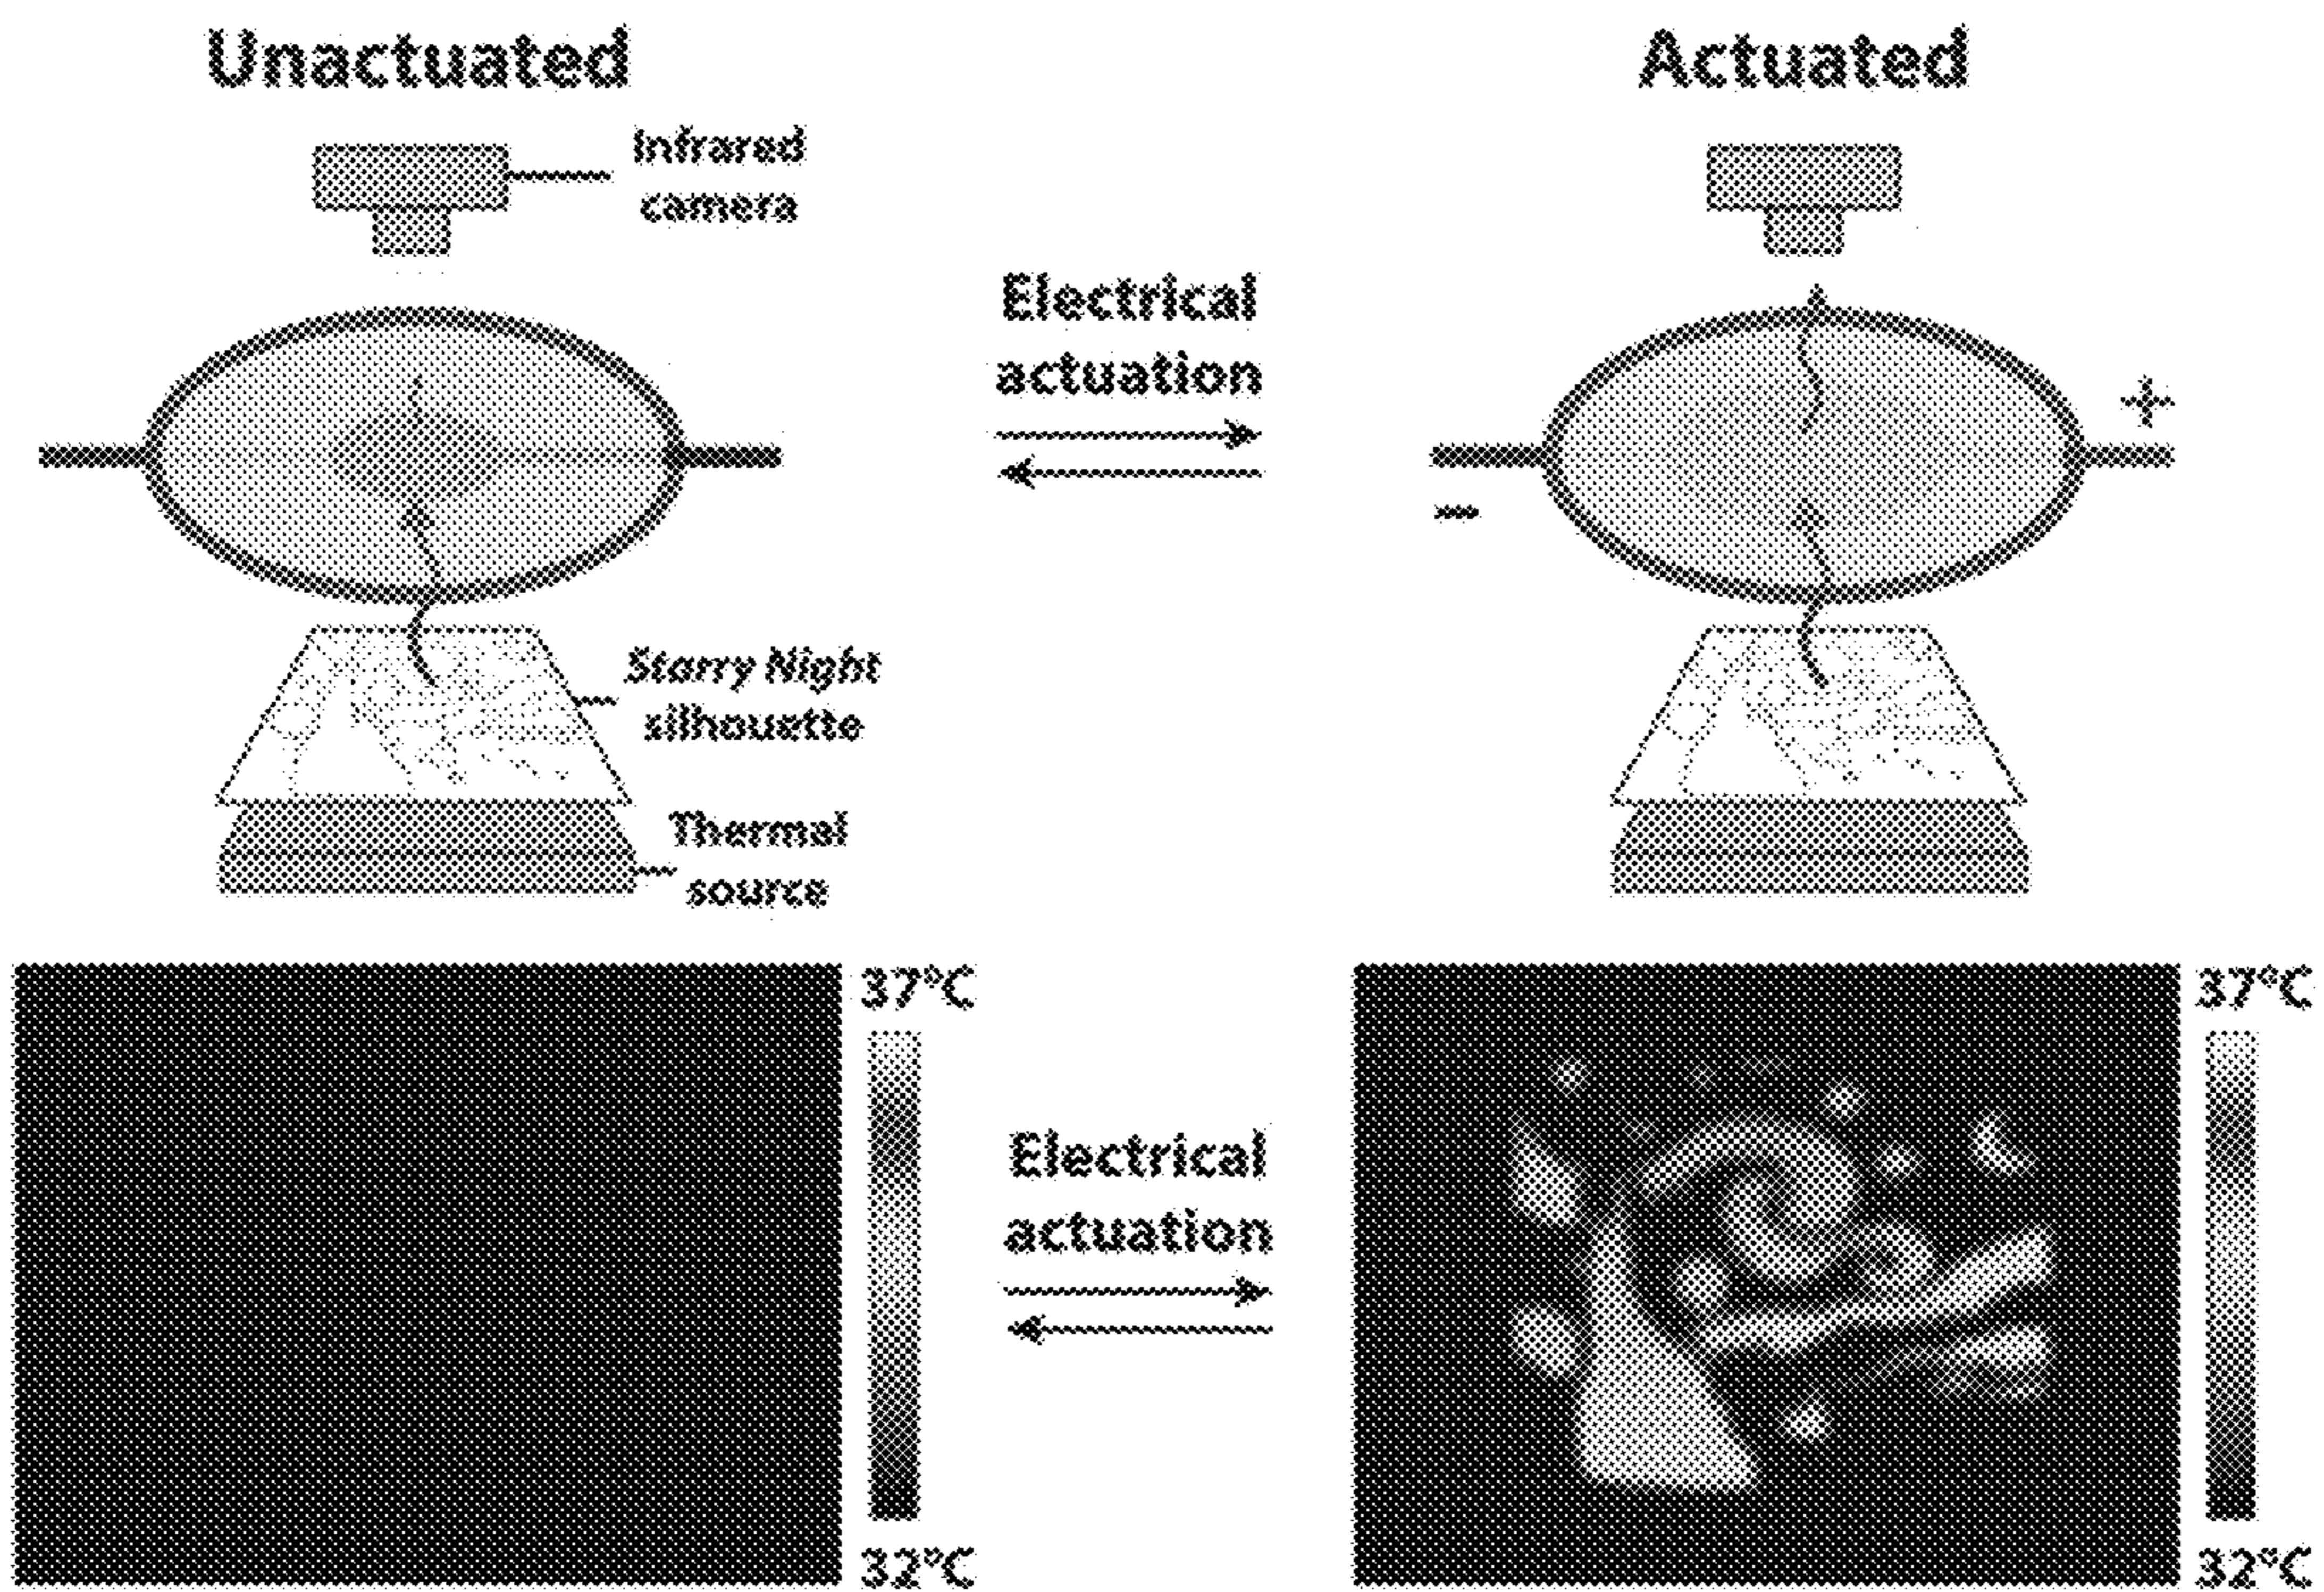 Unactuated
Actuated
Infrared
camera
Electrical
actuation
+
−
Starry Night
silhouette
Thermal
source
37°C
32°C
Electrical
actuation
37°C
32°C